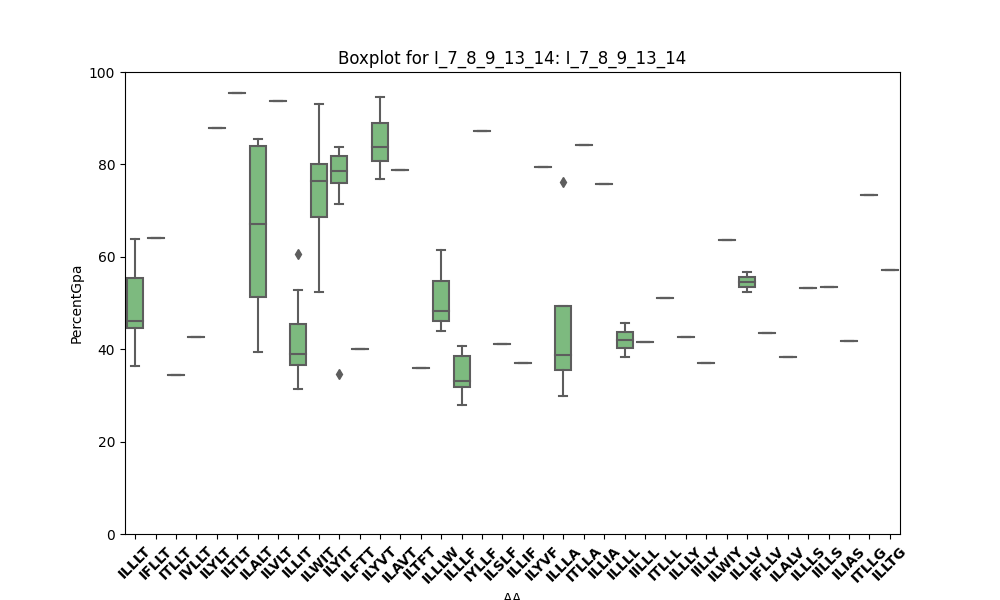 Boxplot for I_7_8_9_13_14: I_7_8_9_13_14
PercentGpa
100
80
60
40
20
0
ILLLT
IFLLT
ITLLT
IVLLT
ILYLT
ILTLT
ILALT
ILVLT
ILLIT
ILWIT
ILYIT
ILFTT
ILYVT
ILAVT
ILTFT
ILLLW
ILLLF
IYLLF
ILSLF
ILLIF
ILYVF
ILLLA
ITLLA
ILLIA
ILLLL
IILLL
ITLLL
ILLLY
IILLY
ILWIY
ILLLV
IFLLV
ILALV
ILLLS
IILLS
ILIAS
ITLLG
ILLTG
AA